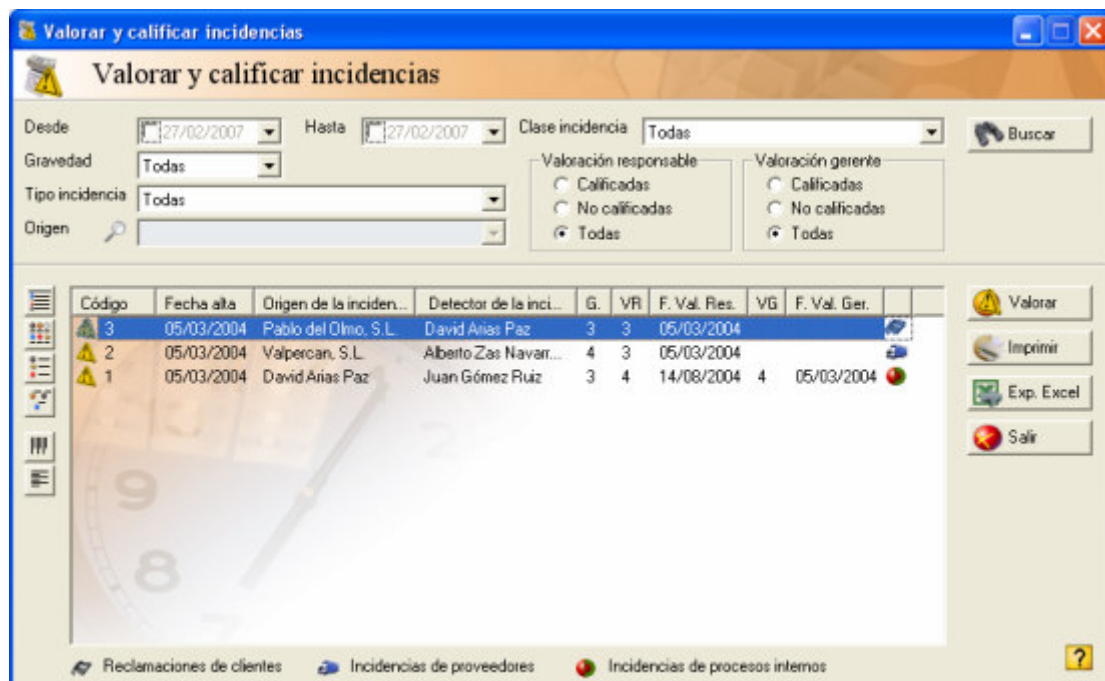 Valorar y calificar incidencias
Valorar y calificar incidencias
Desde 27/02/2007 Hasta 27/02/2007 Clase incidencia Todas Buscar
Gravedad Todas Valoración responsable Valoración gerente
Calificadas Calificadas
Tipo incidencia Todas No calificadas No calificadas
Origen Todas Todas
Código Fecha alta Origen de la inciden... Detector de la inci... G. VR F. Val. Res. VG F. Val. Ger. Valorar
3 05/03/2004 Pablo del Olmo, S.L. David Arias Paz 3 3 05/03/2004
2 05/03/2004 Valpercan, S.L. Alberto Zas Navarr... 4 3 05/03/2004 Imprimir
1 05/03/2004 David Arias Paz Juan Gómez Ruiz 3 4 14/08/2004 4 05/03/2004
Exp. Excel
Salir
2
9
8
Reclamaciones de clientes Incidencias de proveedores Incidencias de procesos internos ?